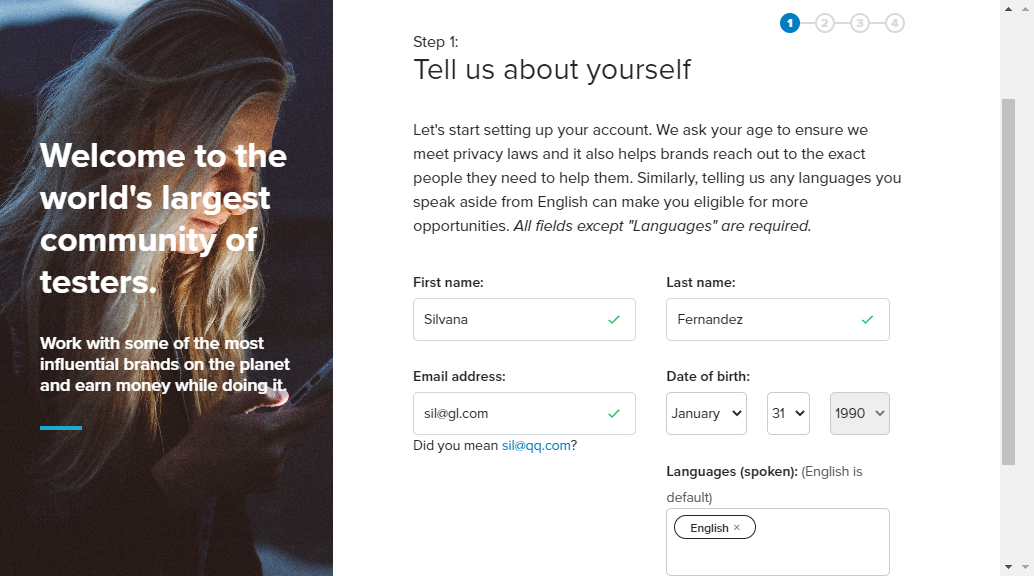 Welcome to the
world's largest
community of
testers.
Work with some of the most
influential brands on the planet
and earn money while doing it.
1 2 3 4
Step 1:
Tell us about yourself
Let's start setting up your account. We ask your age to ensure we
meet privacy laws and it also helps brands reach out to the exact
people they need to help them. Similarly, telling us any languages you
speak aside from English can make you eligible for more
opportunities. All fields except "Languages" are required.
First name: Last name:
Silvana Fernandez
Email address: Date of birth:
sil@gl.com January 31 1990
Did you mean sil@qq.com?
Languages (spoken): (English is
default)
English ×